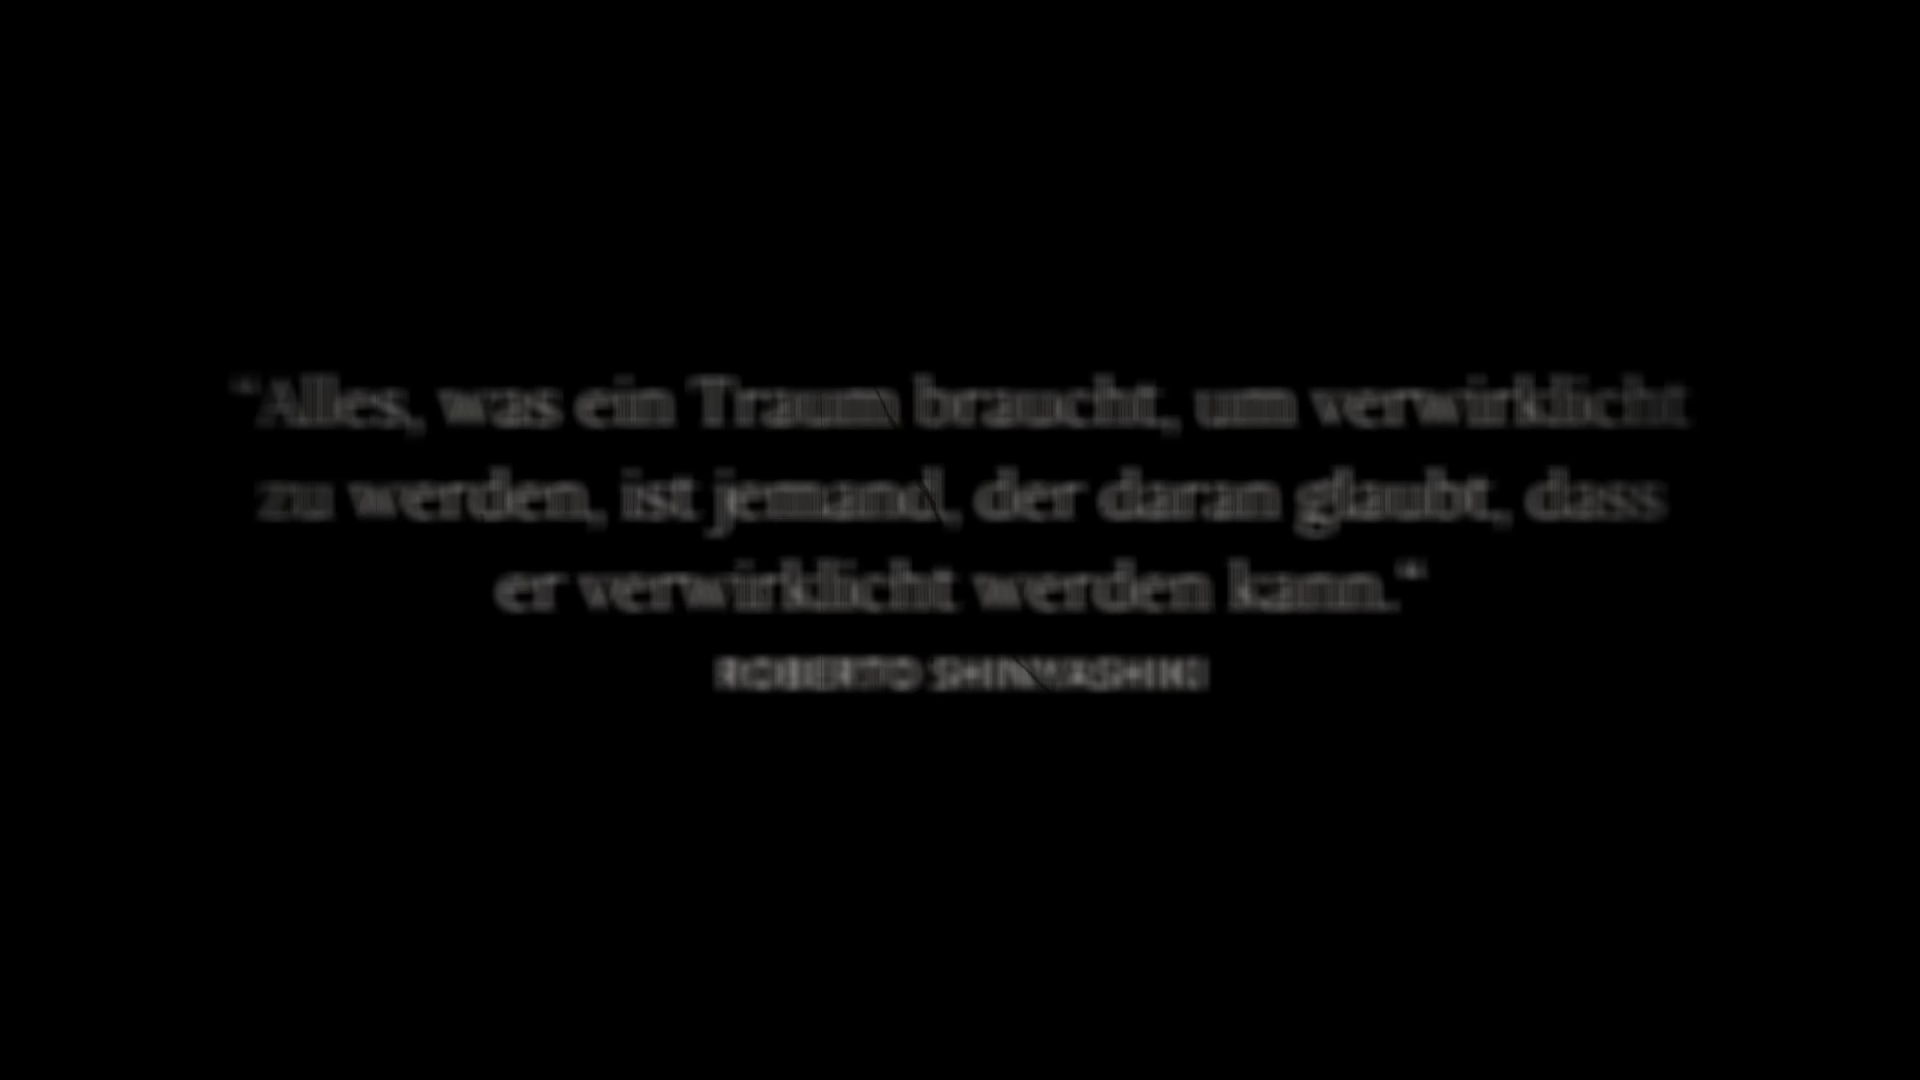 “Alles, was ein Traum braucht, um verwirklicht
zu werden, ist jemand, der daran glaubt, dass
er verwirklicht werden kann.“
ROBERTO SHINYASHIKI